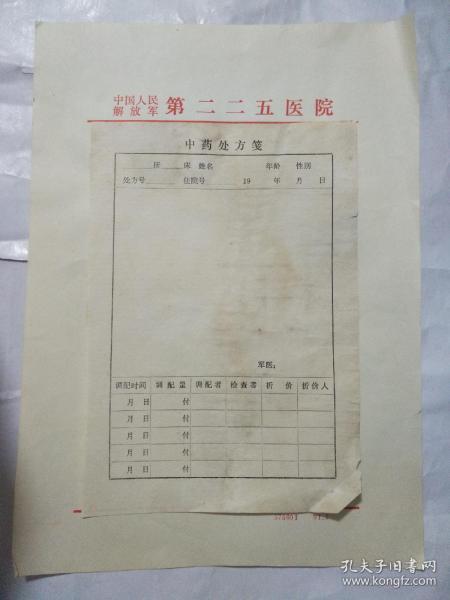 中国人民
解放军 第二二五医院
中药处方笺
床 姓名 年龄 性别
处方号 住院号 19 年 月 日
军医：
调配时间 调配量 调配者 检查者 折价 折价人
月 日 付
月 日 付
月 日 付
月 日 付
月 日 付
孔夫子旧书网
www.kongfz.com